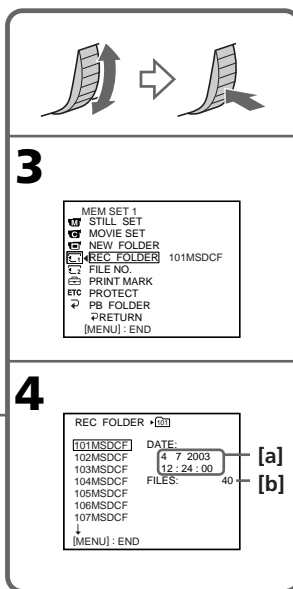 3
MEM SET 1
STILL SET
MOVIE SET
NEW FOLDER
REC FOLDER 101MSDCF
FILE NO.
PRINT MARK
ETC PROTECT
PB FOLDER
RETURN
[MENU] : END
4
REC FOLDER 101
101MSDCF DATE:
102MSDCF 4 7 2003 [a]
103MSDCF 12 : 24 : 00
104MSDCF FILES: 40 [b]
105MSDCF
106MSDCF
107MSDCF
[MENU] : END